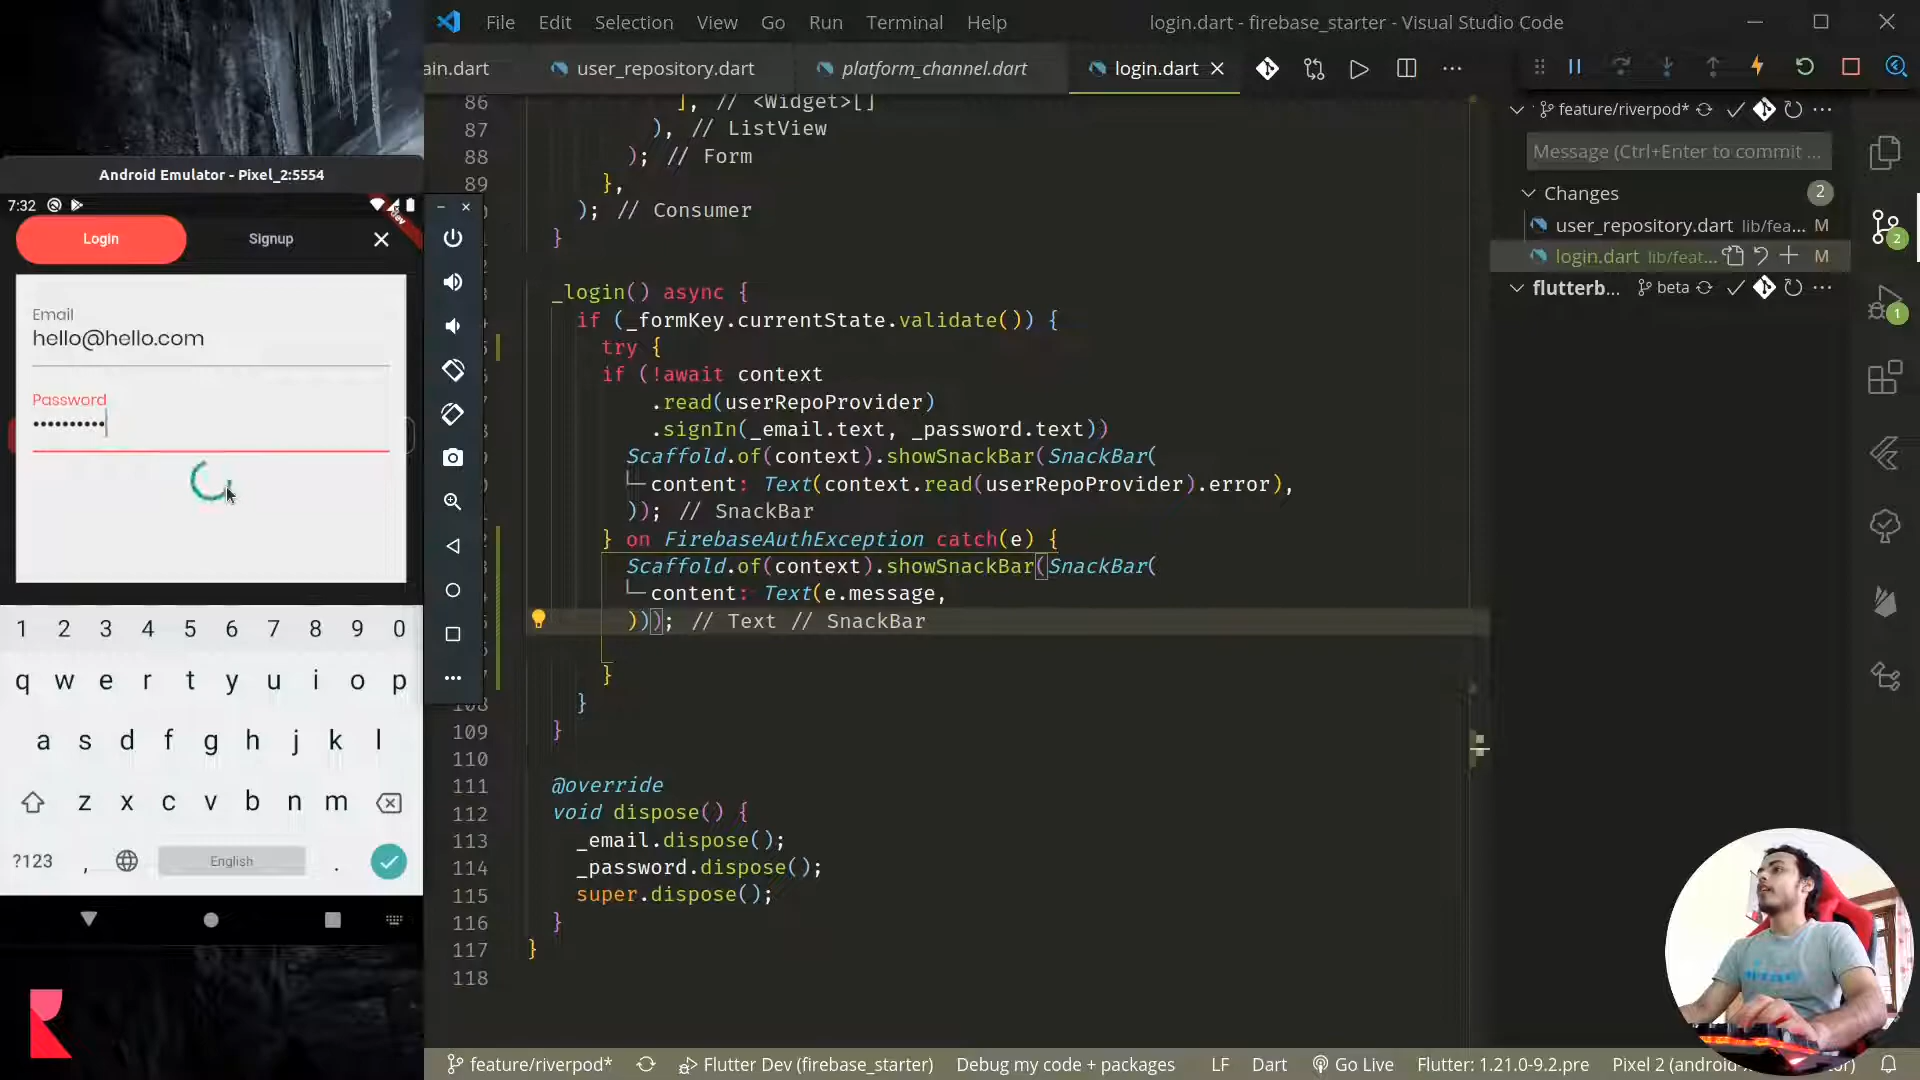 File Edit Selection View Go Run Terminal Help
login.dart - firebase_starter - Visual Studio Code
ain.dart
user_repository.dart
platform_channel.dart
login.dart
86 ], // <Widget>[]
87 ), // ListView
88 ); // Form
89 },
); // Consumer
}
_login() async {
if (_formKey.currentState.validate()) {
try {
if (!await context
.read(userRepoProvider)
.signIn(_email.text, _password.text))
Scaffold.of(context).showSnackBar(SnackBar(
content: Text(context.read(userRepoProvider).error),
)); // SnackBar
} on FirebaseAuthException catch(e) {
Scaffold.of(context).showSnackBar(SnackBar(
content: Text(e.message,
))); // Text // SnackBar
}
108 }
109 }
110
111 @override
112 void dispose() {
113 _email.dispose();
114 _password.dispose();
115 super.dispose();
116 }
117 }
118
feature/riverpod*
Message (Ctrl+Enter to commit ...
Changes 2
user_repository.dart lib/fea... M
login.dart lib/feat... M
flutterb... beta
2
1
Android Emulator - Pixel_2:5554
7:32
Login Signup
Email
hello@hello.com
Password
••••••••••
1 2 3 4 5 6 7 8 9 0
q w e r t y u i o p
a s d f g h j k l
z x c v b n m
?123 , English .
feature/riverpod*
Flutter Dev (firebase_starter)
Debug my code + packages
LF
Dart
Go Live
Flutter: 1.21.0-9.2.pre
Pixel 2 (android-